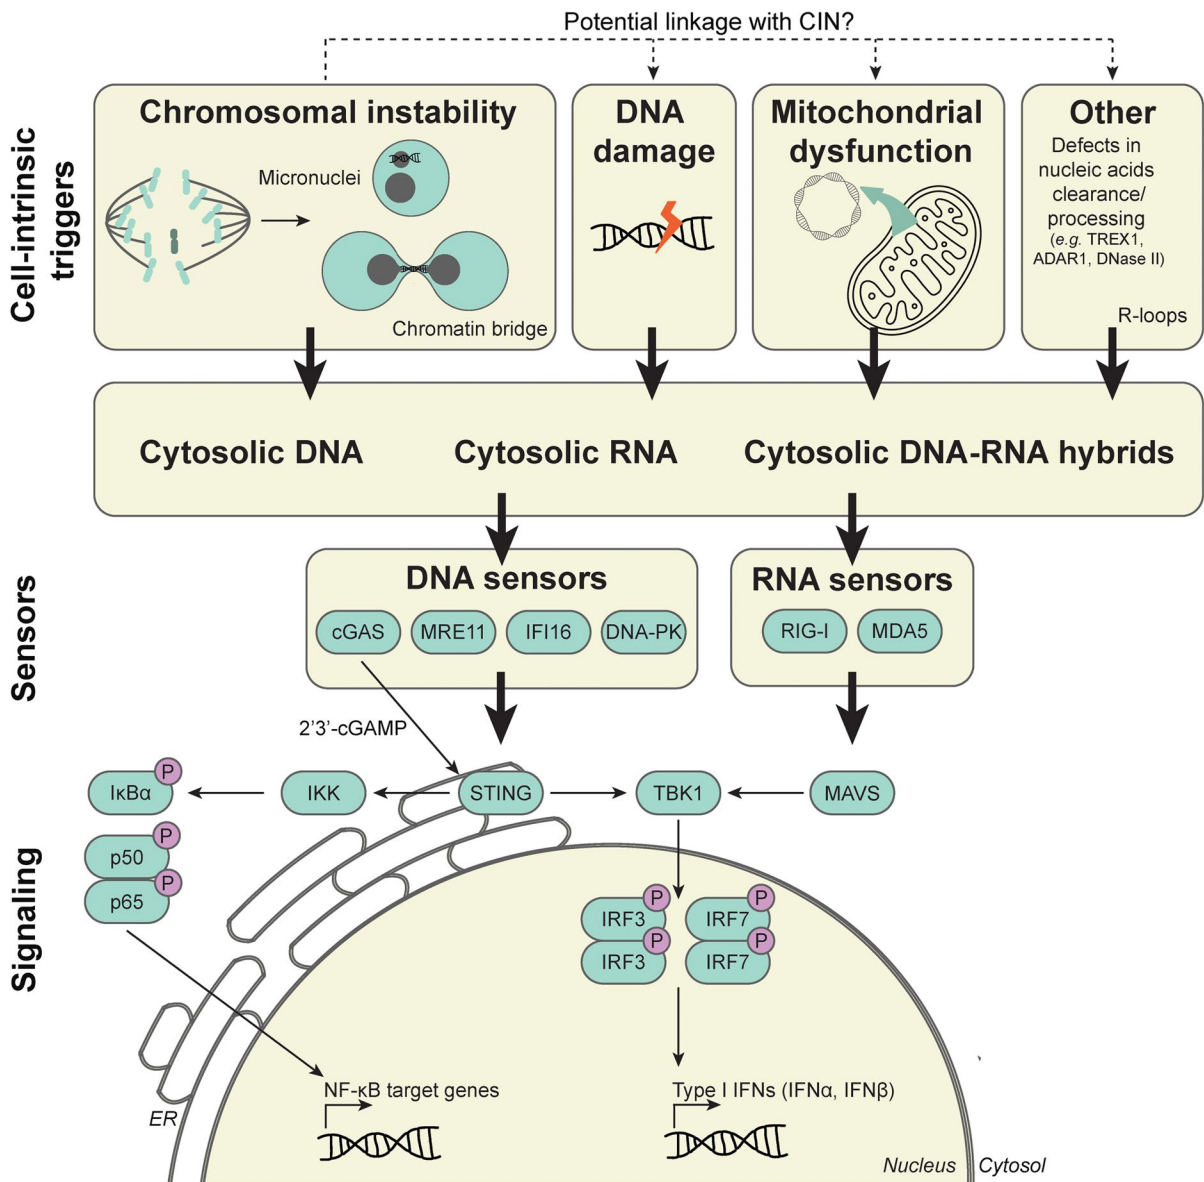 Potential linkage with CIN?
Cell-intrinsic
triggers
Chromosomal instability
Micronuclei
Chromatin bridge
DNA
damage
Mitochondrial
dysfunction
Other
Defects in
nucleic acids
clearance/
processing
(e.g. TREX1,
ADAR1, DNase II)
R-loops
Cytosolic DNA
Cytosolic RNA
Cytosolic DNA-RNA hybrids
Sensors
DNA sensors
cGAS
MRE11
IFI16
DNA-PK
RNA sensors
RIG-I
MDA5
2’3’-cGAMP
Signaling
IκBα
P
IKK
STING
TBK1
MAVS
p50
P
p65
P
IRF3
P
IRF3
P
IRF7
P
IRF7
P
NF-κB target genes
Type I IFNs (IFNα, IFNβ)
ER
Nucleus
Cytosol